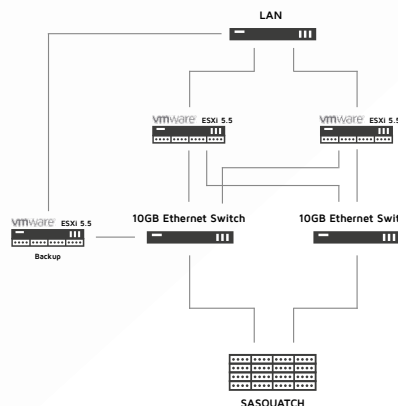 LAN
vmware ESXi 5.5
vmware ESXi 5.5
vmware ESXi 5.5
Backup
10GB Ethernet Switch
10GB Ethernet Swit
SASQUATCH